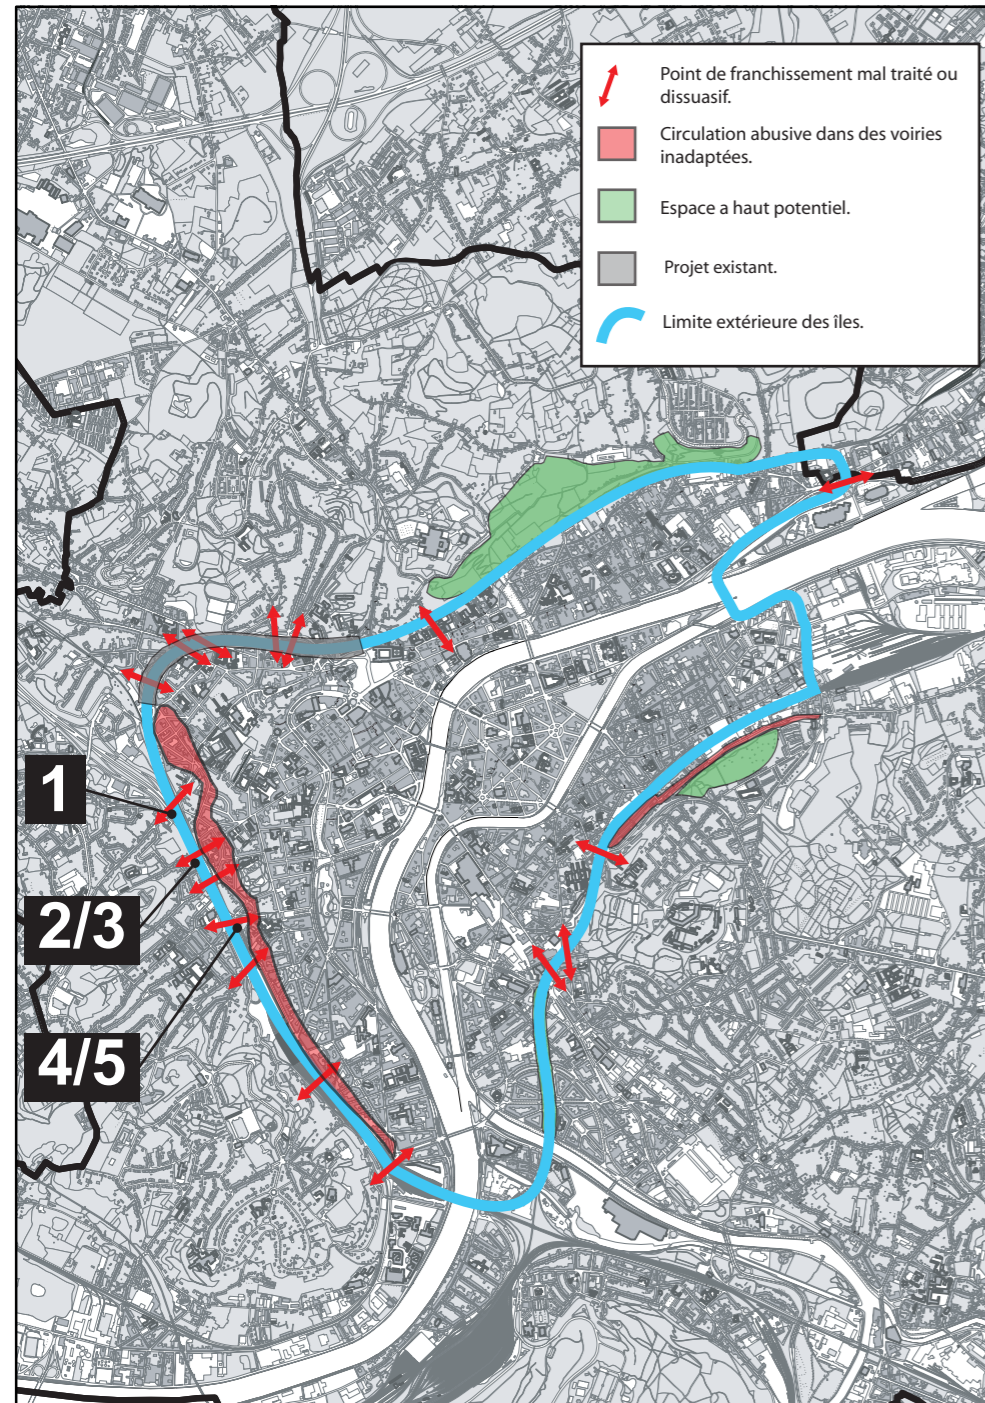 Point de franchissement mal traité ou
dissuasif.
Circulation abusive dans des voiries
inadaptées.
Espace a haut potentiel.
Projet existant.
Limite extérieure des îles.
1
2/3
4/5